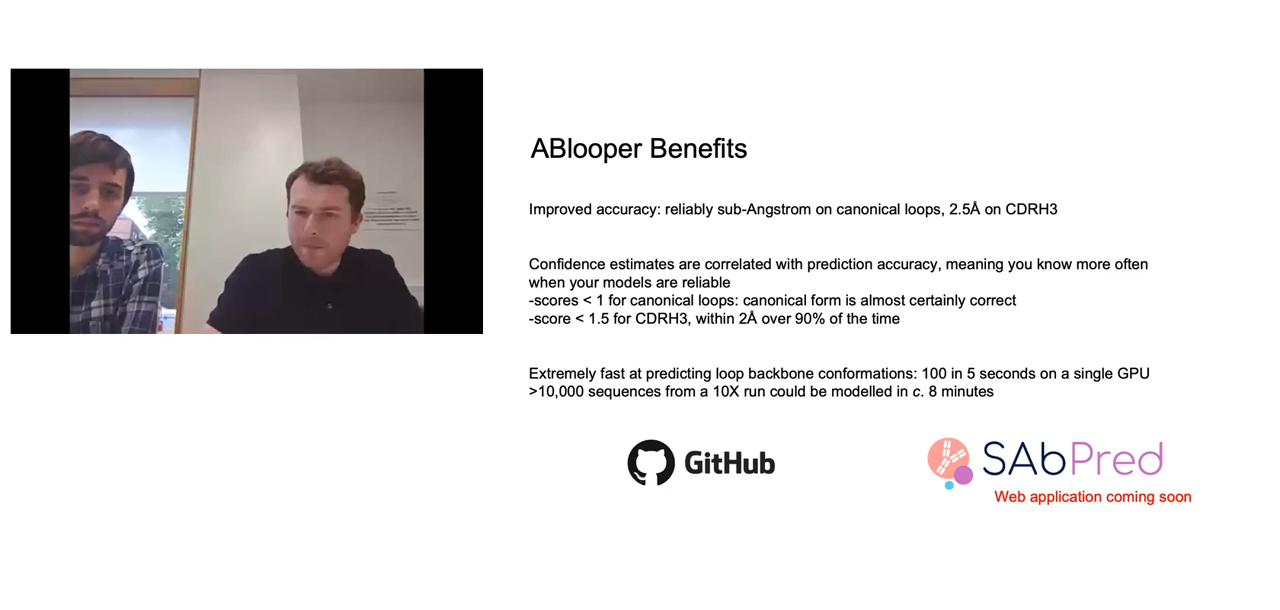 ABlooper Benefits
Improved accuracy: reliably sub-Angstrom on canonical loops, 2.5Å on CDRH3
Confidence estimates are correlated with prediction accuracy, meaning you know more often
when your models are reliable
-scores < 1 for canonical loops: canonical form is almost certainly correct
-score < 1.5 for CDRH3, within 2Å over 90% of the time
Extremely fast at predicting loop backbone conformations: 100 in 5 seconds on a single GPU
>10,000 sequences from a 10X run could be modelled in c. 8 minutes
GitHub
SAbPred
Web application coming soon